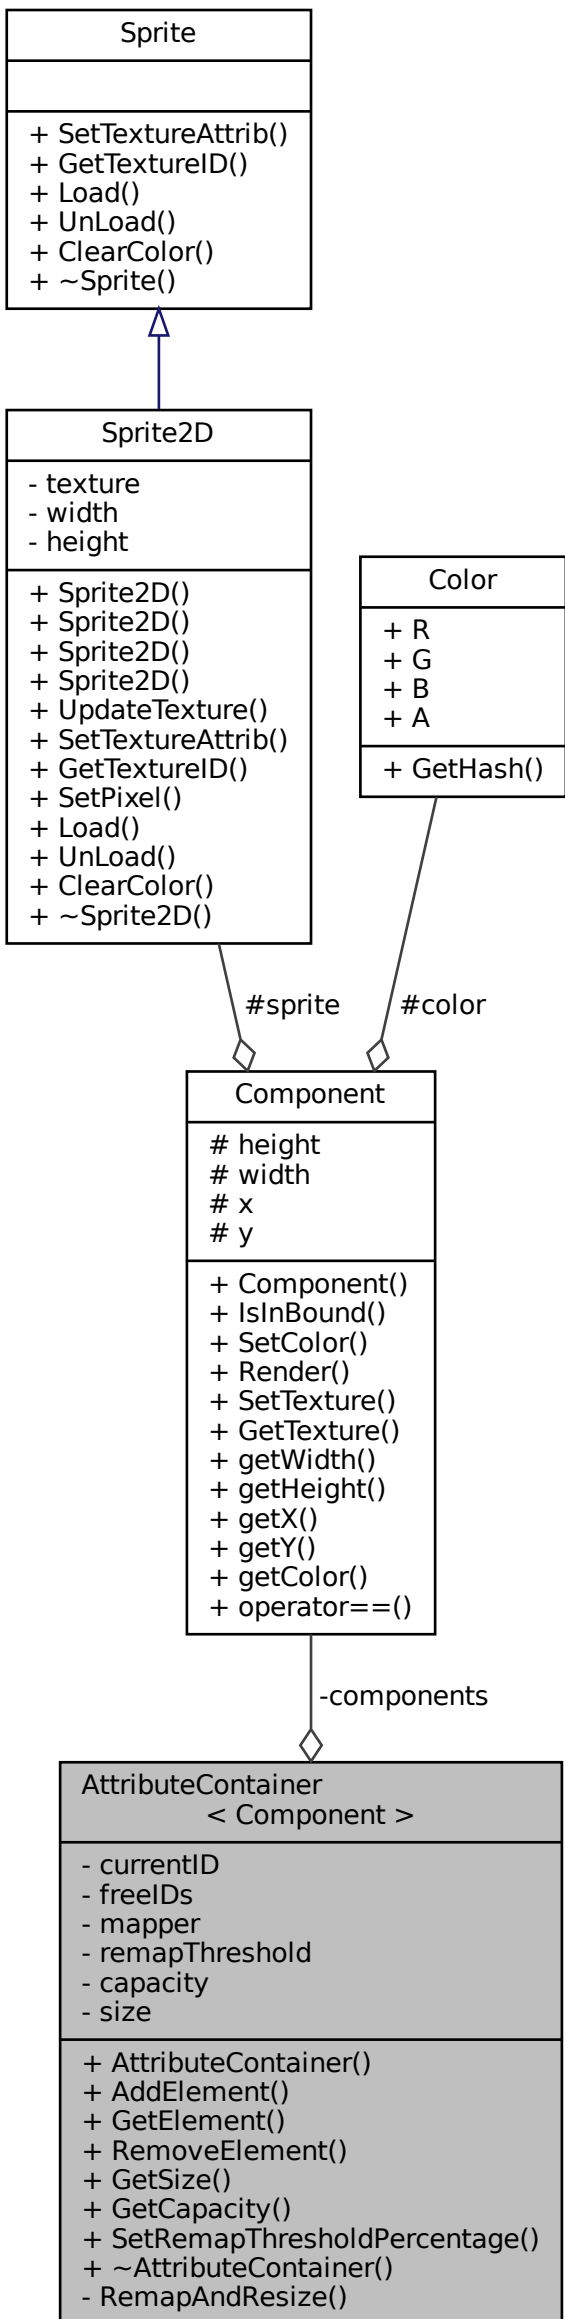 Sprite
+ SetTextureAttrib()
+ GetTextureID()
+ Load()
+ UnLoad()
+ ClearColor()
+ ~Sprite()
Sprite2D
- texture
- width
- height
+ Sprite2D()
+ Sprite2D()
+ Sprite2D()
+ Sprite2D()
+ UpdateTexture()
+ SetTextureAttrib()
+ GetTextureID()
+ SetPixel()
+ Load()
+ UnLoad()
+ ClearColor()
+ ~Sprite2D()
Color
+ R
+ G
+ B
+ A
+ GetHash()
#sprite
#color
Component
# height
# width
# x
# y
+ Component()
+ IsInBound()
+ SetColor()
+ Render()
+ SetTexture()
+ GetTexture()
+ getWidth()
+ getHeight()
+ getX()
+ getY()
+ getColor()
+ operator==()
-components
AttributeContainer
< Component >
- currentID
- freeIDs
- mapper
- remapThreshold
- capacity
- size
+ AttributeContainer()
+ AddElement()
+ GetElement()
+ RemoveElement()
+ GetSize()
+ GetCapacity()
+ SetRemapThresholdPercentage()
+ ~AttributeContainer()
- RemapAndResize()